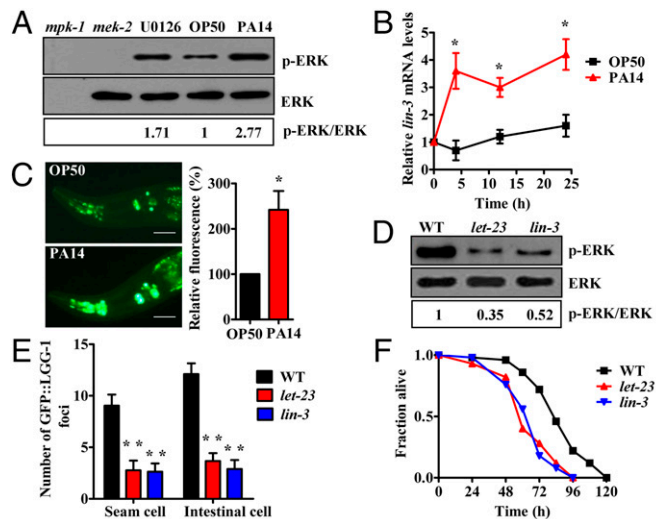 A
mpk-1 mek-2 U0126 OP50 PA14
p-ERK
ERK
1.71 1 2.77 p-ERK/ERK
B
Relative lin-3 mRNA levels
6
5
4
3
2
1
0
0 5 10 15 20 25
Time (h)
* * *
OP50
PA14
C
OP50
PA14
Relative fluorescence (%)
300
200
100
0
*
OP50 PA14
D
WT let-23 lin-3
p-ERK
ERK
1 0.35 0.52 p-ERK/ERK
E
Number of GFP::LGG-1
foci
15
10
5
0
* * * * * * * *
Seam cell Intestinal cell
WT
let-23
lin-3
F
Fraction alive
1.0
0.5
0.0
0 24 48 72 96 120
Time (h)
WT
let-23
lin-3